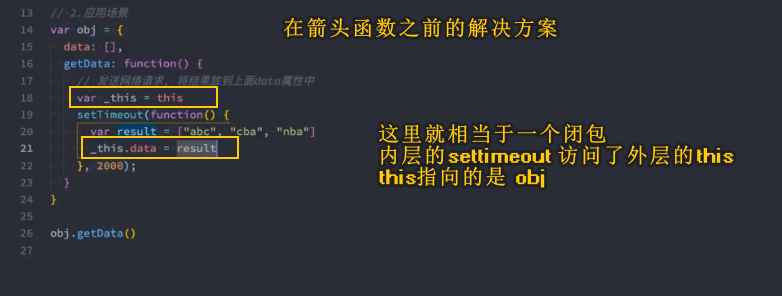 13 // 2.应用场景
14 var obj = {
在箭头函数之前的解决方案
15 data: [],
16 getData: function() {
17 // 发送网络请求, 将结果放到上面data属性中
18 var _this = this
19 setTimeout(function() {
20 var result = ["abc", "cba", "nba"]
21 _this.data = result
22 }, 2000);
23 }
24 }
25
26 obj.getData()
27
这里就相当于一个闭包
内层的settimeout 访问了外层的this
this指向的是 obj